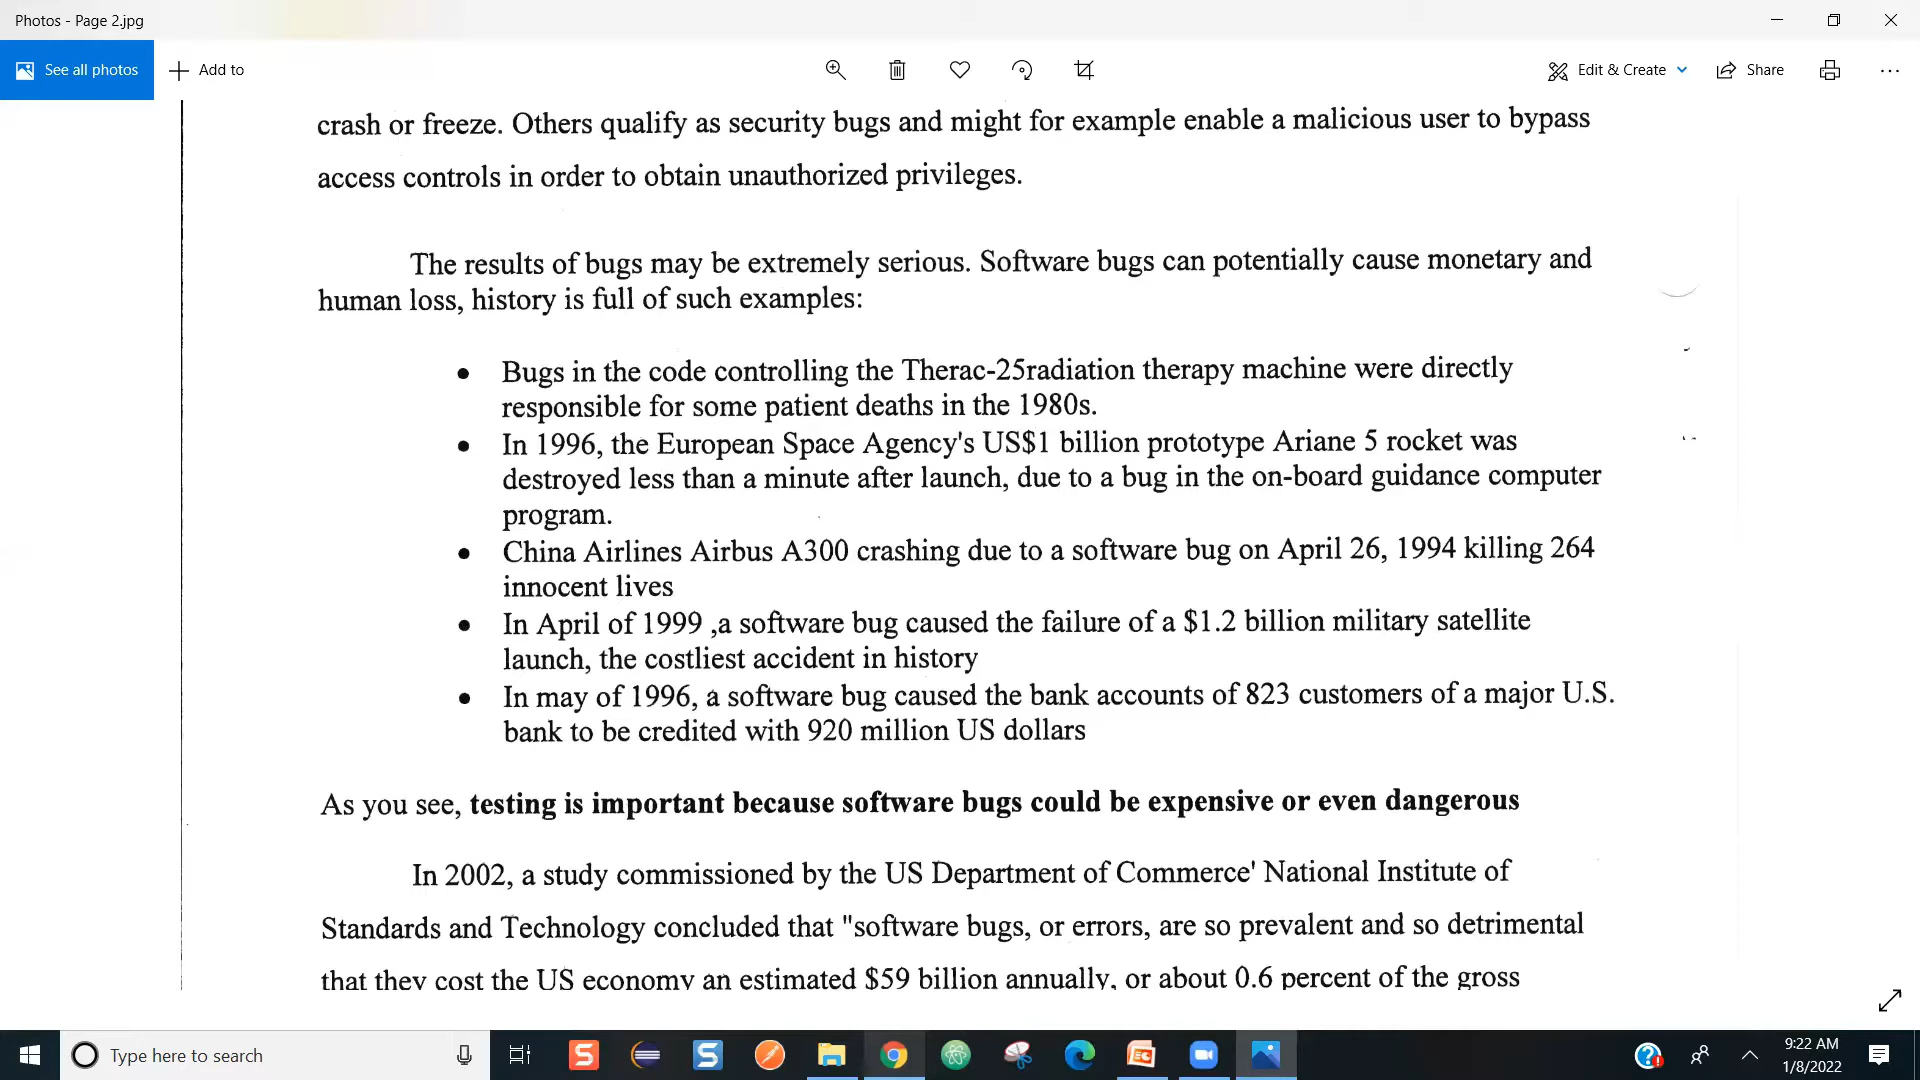 Photos - Page 2.jpg
See all photos
Add to
Edit & Create
Share
crash or freeze. Others qualify as security bugs and might for example enable a malicious user to bypass
access controls in order to obtain unauthorized privileges.
The results of bugs may be extremely serious. Software bugs can potentially cause monetary and
human loss, history is full of such examples:
• Bugs in the code controlling the Therac-25radiation therapy machine were directly
responsible for some patient deaths in the 1980s.
• In 1996, the European Space Agency's US$1 billion prototype Ariane 5 rocket was
destroyed less than a minute after launch, due to a bug in the on-board guidance computer
program.
• China Airlines Airbus A300 crashing due to a software bug on April 26, 1994 killing 264
innocent lives
• In April of 1999 ,a software bug caused the failure of a $1.2 billion military satellite
launch, the costliest accident in history
• In may of 1996, a software bug caused the bank accounts of 823 customers of a major U.S.
bank to be credited with 920 million US dollars
As you see, testing is important because software bugs could be expensive or even dangerous
In 2002, a study commissioned by the US Department of Commerce' National Institute of
Standards and Technology concluded that "software bugs, or errors, are so prevalent and so detrimental
that they cost the US economy an estimated $59 billion annually, or about 0.6 percent of the gross
Type here to search
9:22 AM
1/8/2022